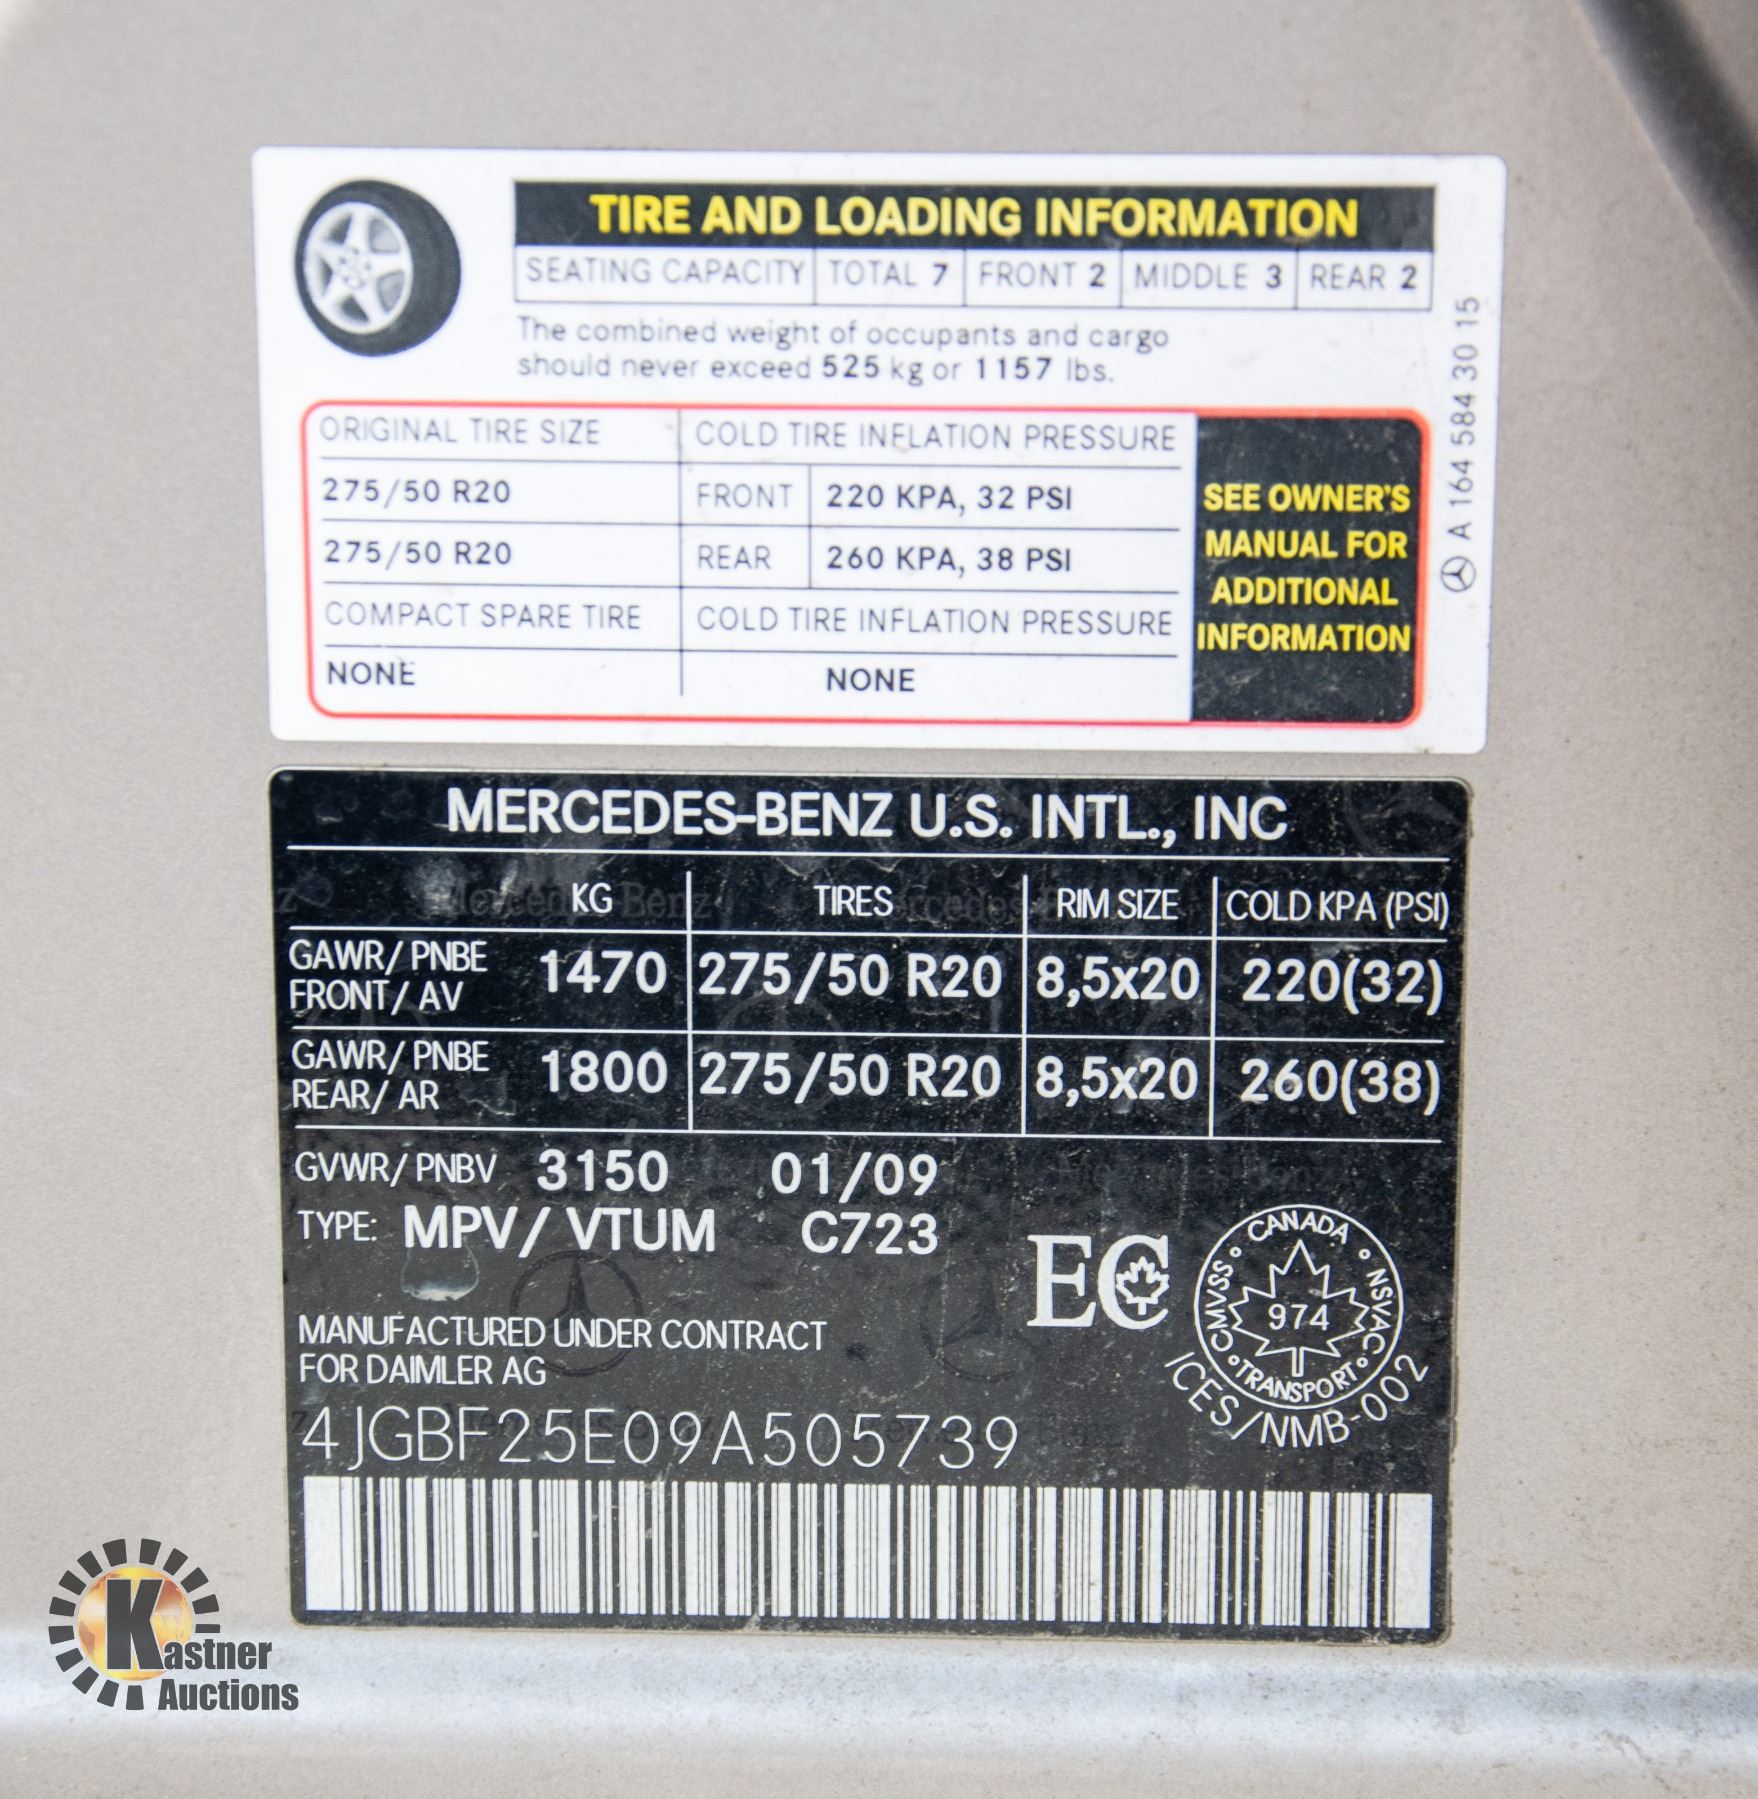 TIRE AND LOADING INFORMATION
SEATING CAPACITY TOTAL 7 FRONT 2 MIDDLE 3 REAR 2
The combined weight of occupants and cargo
should never exceed 525 kg or 1157 lbs.
ORIGINAL TIRE SIZE COLD TIRE INFLATION PRESSURE
275/50 R20 FRONT 220 KPA, 32 PSI
275/50 R20 REAR 260 KPA, 38 PSI
COMPACT SPARE TIRE COLD TIRE INFLATION PRESSURE
NONE NONE
SEE OWNER'S
MANUAL FOR
ADDITIONAL
INFORMATION
A 164 584 30 15
MERCEDES-BENZ U.S. INTL., INC
KG TIRES RIM SIZE COLD KPA (PSI)
GAWR/ PNBE
FRONT/ AV
1470 275/50 R20 8,5x20 220(32)
GAWR/ PNBE
REAR/ AR
1800 275/50 R20 8,5x20 260(38)
GVWR/ PNBV 3150 01/09
TYPE: MPV/ VTUM C723
EC
CANADA
CMVSS 974 NSVAC
TRANSPORT
ICES/NMB-002
MANUFACTURED UNDER CONTRACT
FOR DAIMLER AG
4JGBF25E09A505739
Kastner
Auctions